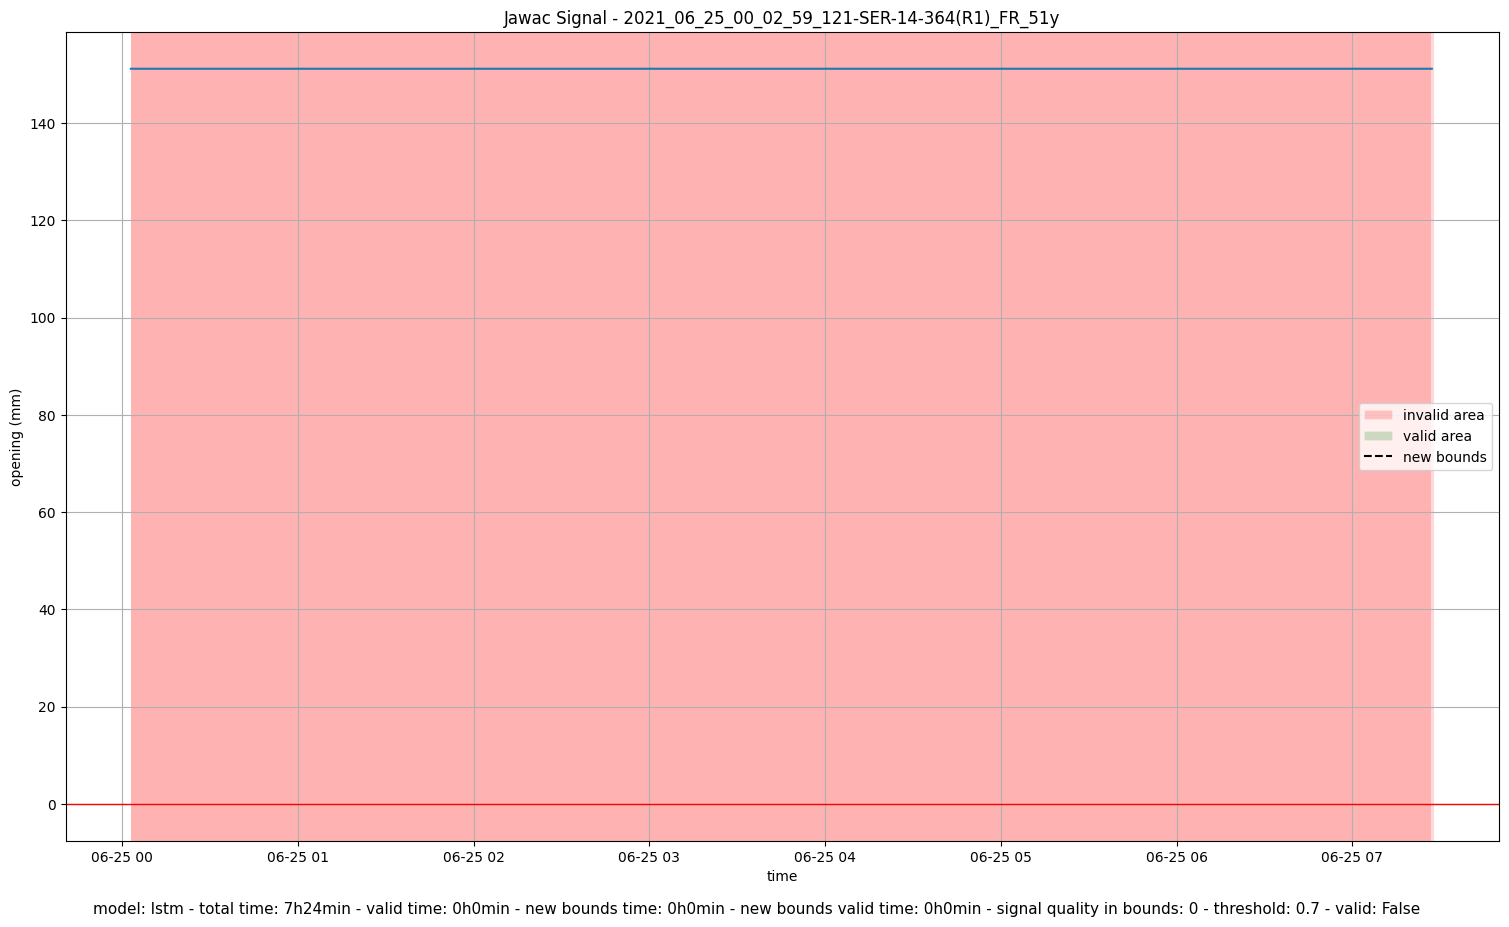 Jawac Signal - 2021_06_25_00_02_59_121-SER-14-364(R1)_FR_51y
140
120
100
80
60
40
20
0
opening (mm)
invalid area
valid area
new bounds
06-25 00
06-25 01
06-25 02
06-25 03
06-25 04
06-25 05
06-25 06
06-25 07
time
model: lstm - total time: 7h24min - valid time: 0h0min - new bounds time: 0h0min - new bounds valid time: 0h0min - signal quality in bounds: 0 - threshold: 0.7 - valid: False